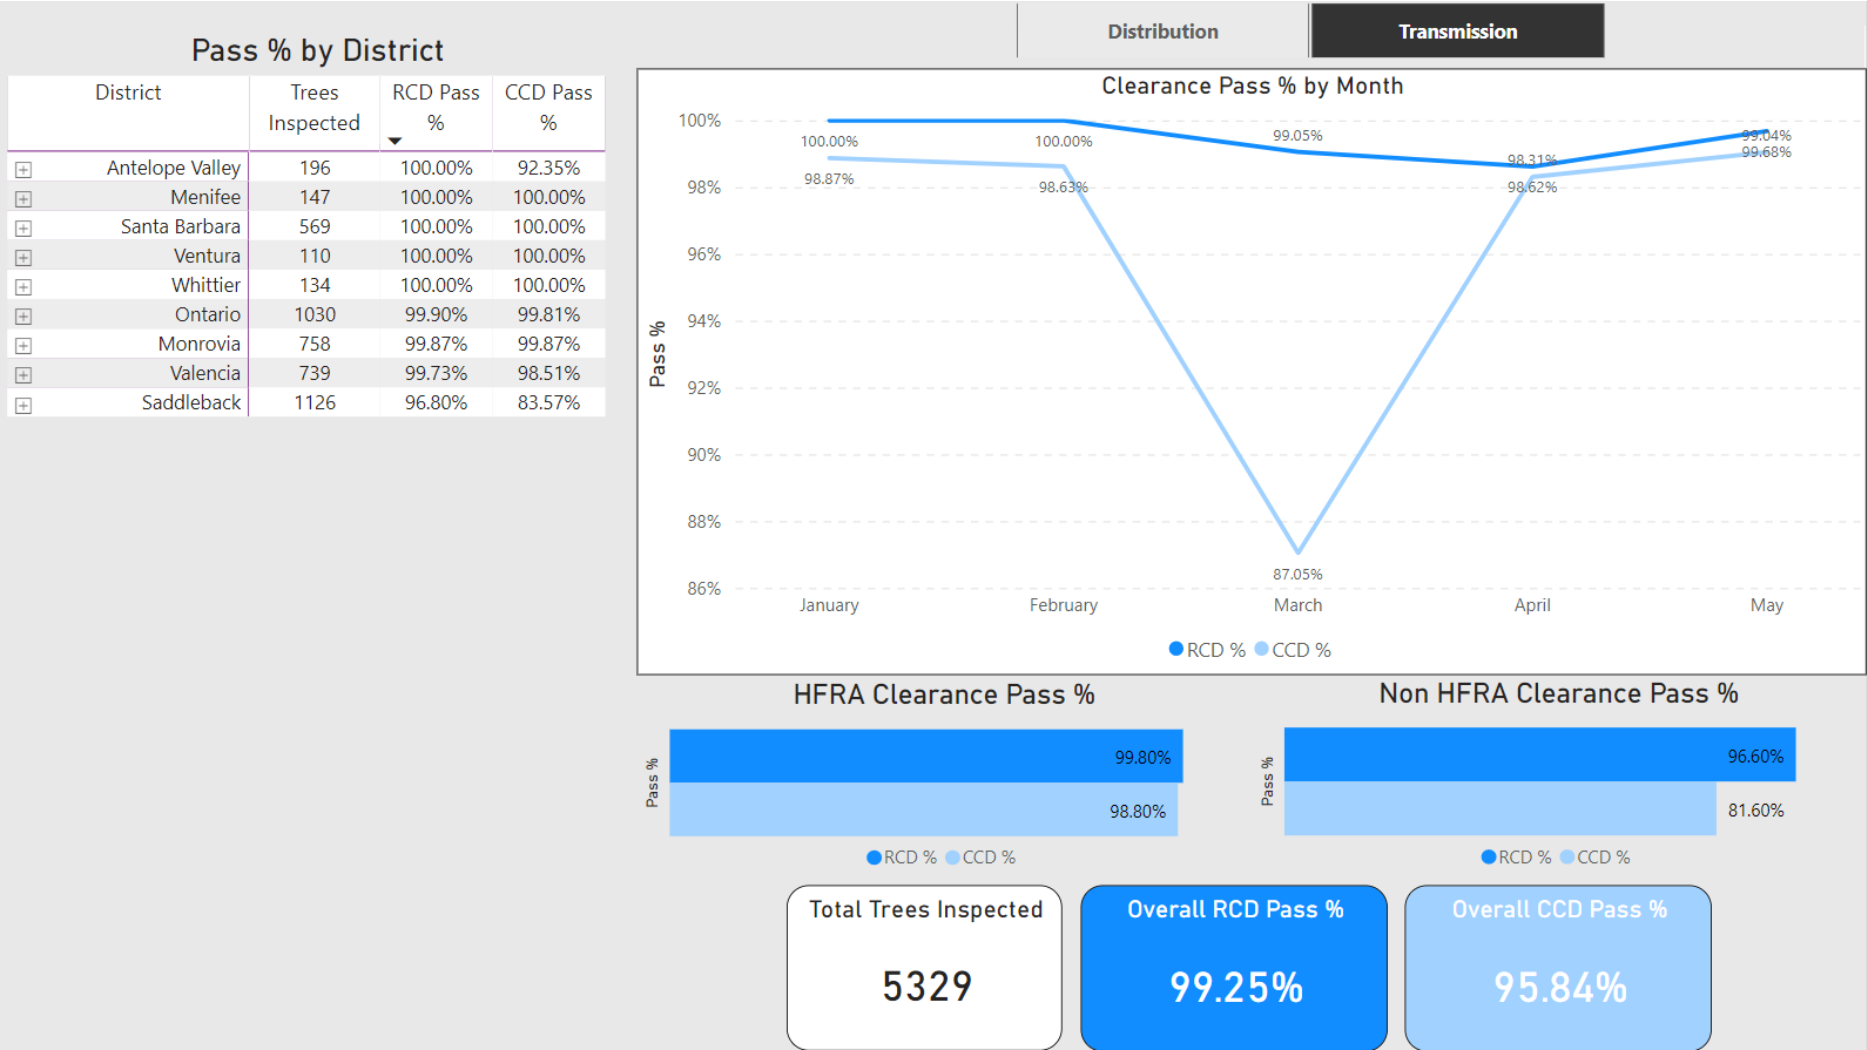 Distribution
Transmission
Pass % by District
District Trees Inspected RCD Pass % CCD Pass %
Antelope Valley 196 100.00% 92.35%
Menifee 147 100.00% 100.00%
Santa Barbara 569 100.00% 100.00%
Ventura 110 100.00% 100.00%
Whittier 134 100.00% 100.00%
Ontario 1030 99.90% 99.81%
Monrovia 758 99.87% 99.87%
Valencia 739 99.73% 98.51%
Saddleback 1126 96.80% 83.57%
Clearance Pass % by Month
Pass %
100%
98%
96%
94%
92%
90%
88%
86%
100.00% 100.00% 99.05% 98.31% 99.04%
98.87% 98.63% 87.05% 98.62% 99.68%
January February March April May
RCD % CCD %
HFRA Clearance Pass %
Pass %
99.80%
98.80%
RCD % CCD %
Non HFRA Clearance Pass %
Pass %
96.60%
81.60%
RCD % CCD %
Total Trees Inspected
5329
Overall RCD Pass %
99.25%
Overall CCD Pass %
95.84%